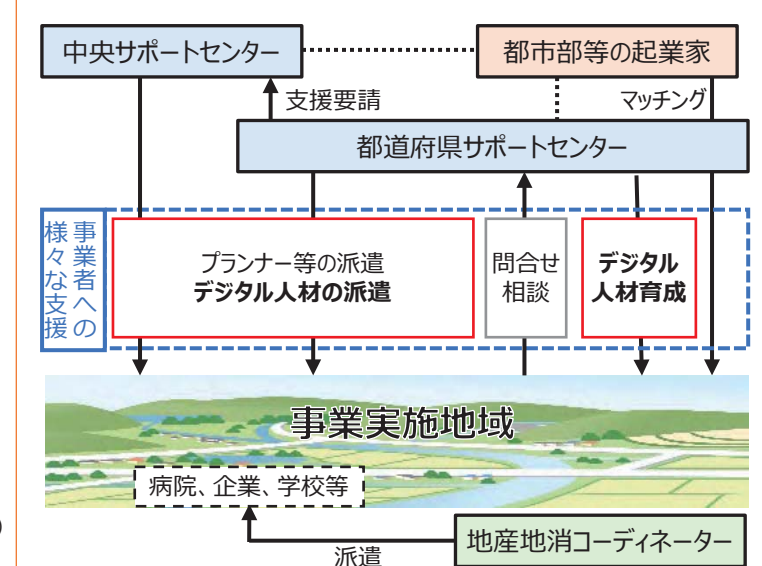 中央サポートセンター
都市部等の起業家
支援要請
マッチング
都道府県サポートセンター
事業者への
様々な支援
プランナー等の派遣
デジタル人材の派遣
問合せ
相談
デジタル
人材育成
事業実施地域
病院、企業、学校等
地産地消コーディネーター
派遣
)